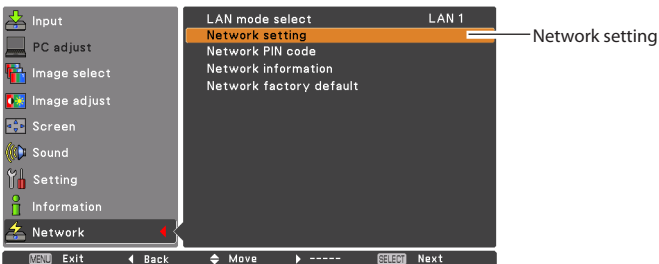 Input
PC adjust
Image select
Image adjust
Screen
Sound
Setting
Information
Network
LAN mode select LAN 1
Network setting
Network PIN code
Network information
Network factory default
Network setting
MENU Exit Back Move ----- SELECT Next